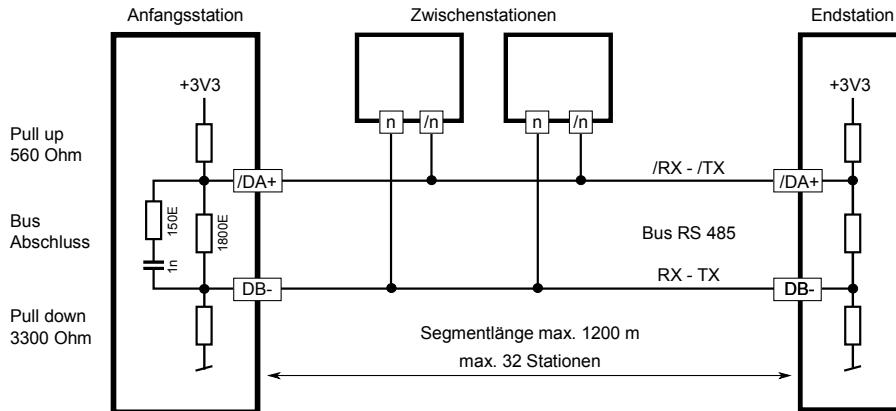 Anfangsstation
Zwischenstationen
Endstation
+3V3
+3V3
n
/n
n
/n
Pull up
560 Ohm
/DA+
/RX - /TX
/DA+
150E
1800E
Bus
Abschluss
Bus RS 485
1n
DB-
RX - TX
DB-
Pull down
3300 Ohm
Segmentlänge max. 1200 m
max. 32 Stationen